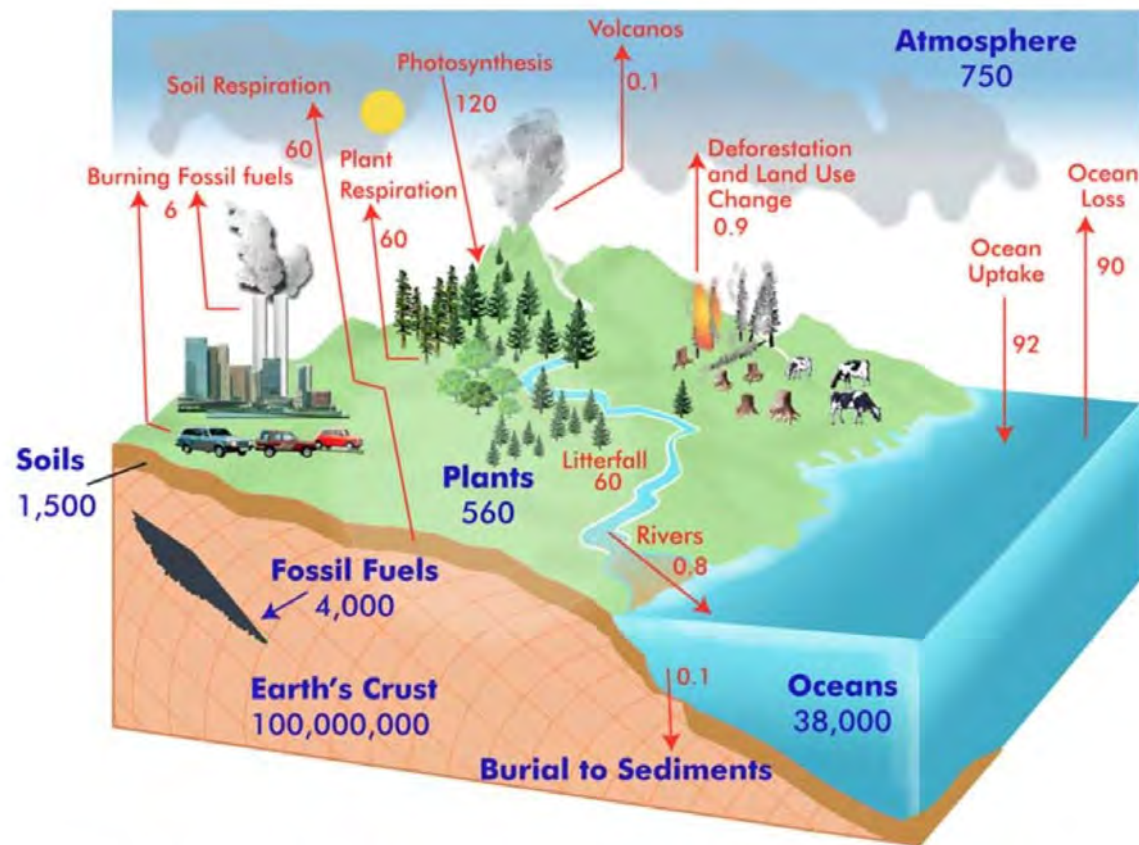 Volcanos
0.1
Atmosphere
750
Photosynthesis
120
Soil Respiration
60
Plant
Respiration
60
Burning Fossil fuels
6
Deforestation
and Land Use
Change
0.9
Ocean
Loss
90
Ocean
Uptake
92
Soils
1,500
Plants
560
Litterfall
60
Rivers
0.8
Fossil Fuels
4,000
Earth's Crust
100,000,000
0.1
Oceans
38,000
Burial to Sediments